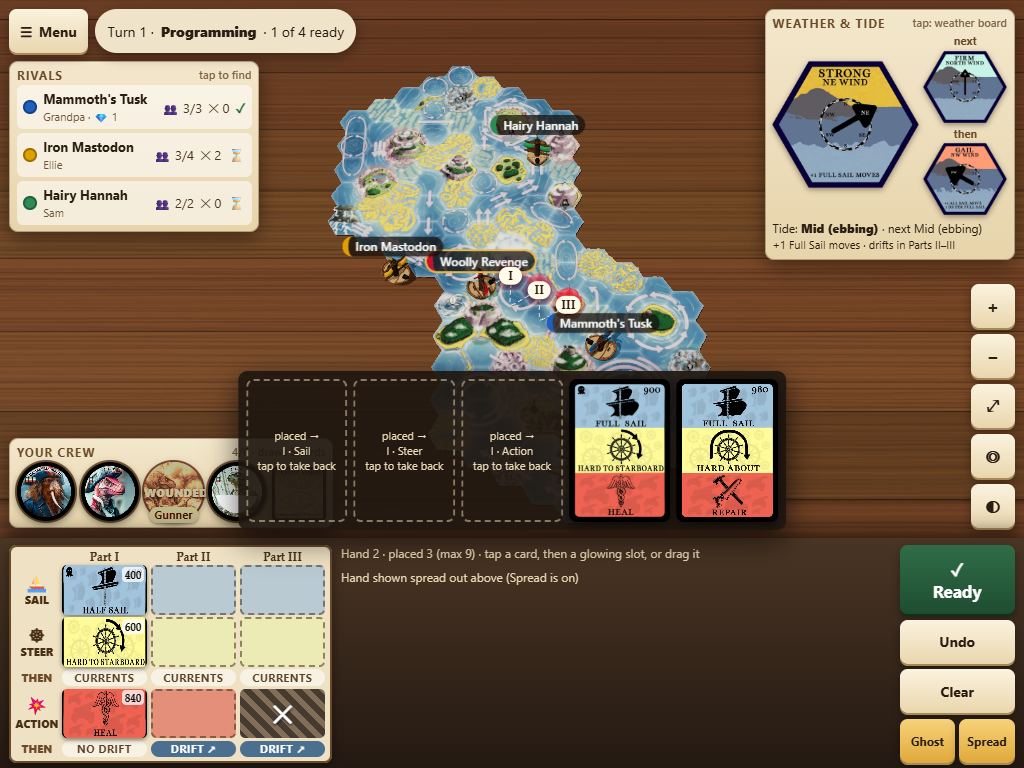 ☰ Menu
Turn 1 · Programming · 1 of 4 ready
RIVALS
tap to find
Mammoth's Tusk
Grandpa · 💎 1
3/3 ⚔0 ✓
Iron Mastodon
Ellie
3/4 ⚔2
Hairy Hannah
Sam
2/2 ⚔0
WEATHER & TIDE
tap: weather board
STRONG
NE WIND
NW
NE
SE
+1 FULL SAIL MOVES
next
FIRM
NORTH WIND
then
GAIL
NW WIND
Tide: Mid (ebbing) · next Mid (ebbing)
+1 Full Sail moves · drifts in Parts II–III
Hairy Hannah
Iron Mastodon
Woolly Revenge
I
II
III
Mammoth's Tusk
YOUR CREW
WOUNDED
Gunner
placed →
I · Sail
tap to take back
placed →
I · Steer
tap to take back
placed →
I · Action
tap to take back
900
FULL SAIL
HARD TO STARBOARD
HEAL
980
FULL SAIL
HARD ABOUT
REPAIR
+
−
Part I
Part II
Part III
SAIL
400
HALF SAIL
STEER
600
HARD TO STARBOARD
THEN
CURRENTS
CURRENTS
CURRENTS
ACTION
840
HEAL
THEN
NO DRIFT
DRIFT ↗
DRIFT ↗
Hand 2 · placed 3 (max 9) · tap a card, then a glowing slot, or drag it
Hand shown spread out above (Spread is on)
✓
Ready
Undo
Clear
Ghost
Spread